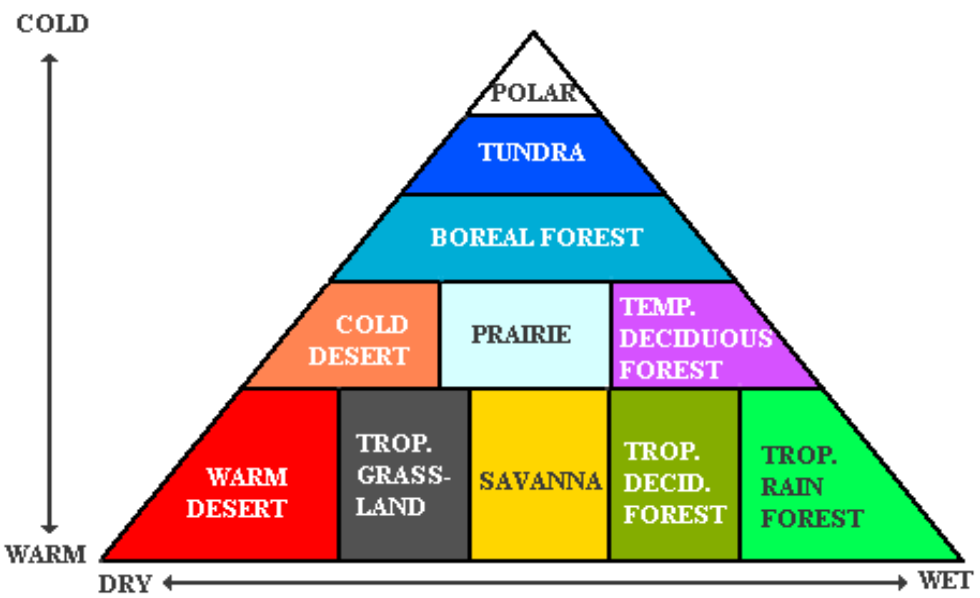 COLD
POLAR
TUNDRA
BOREAL FOREST
COLD
DESERT
PRAIRIE
TEMP.
DECIDUOUS
FOREST
WARM
DESERT
TROP.
GRASS-
LAND
SAVANNA
TROP.
DECID.
FOREST
TROP.
RAIN
FOREST
WARM
DRY
WET